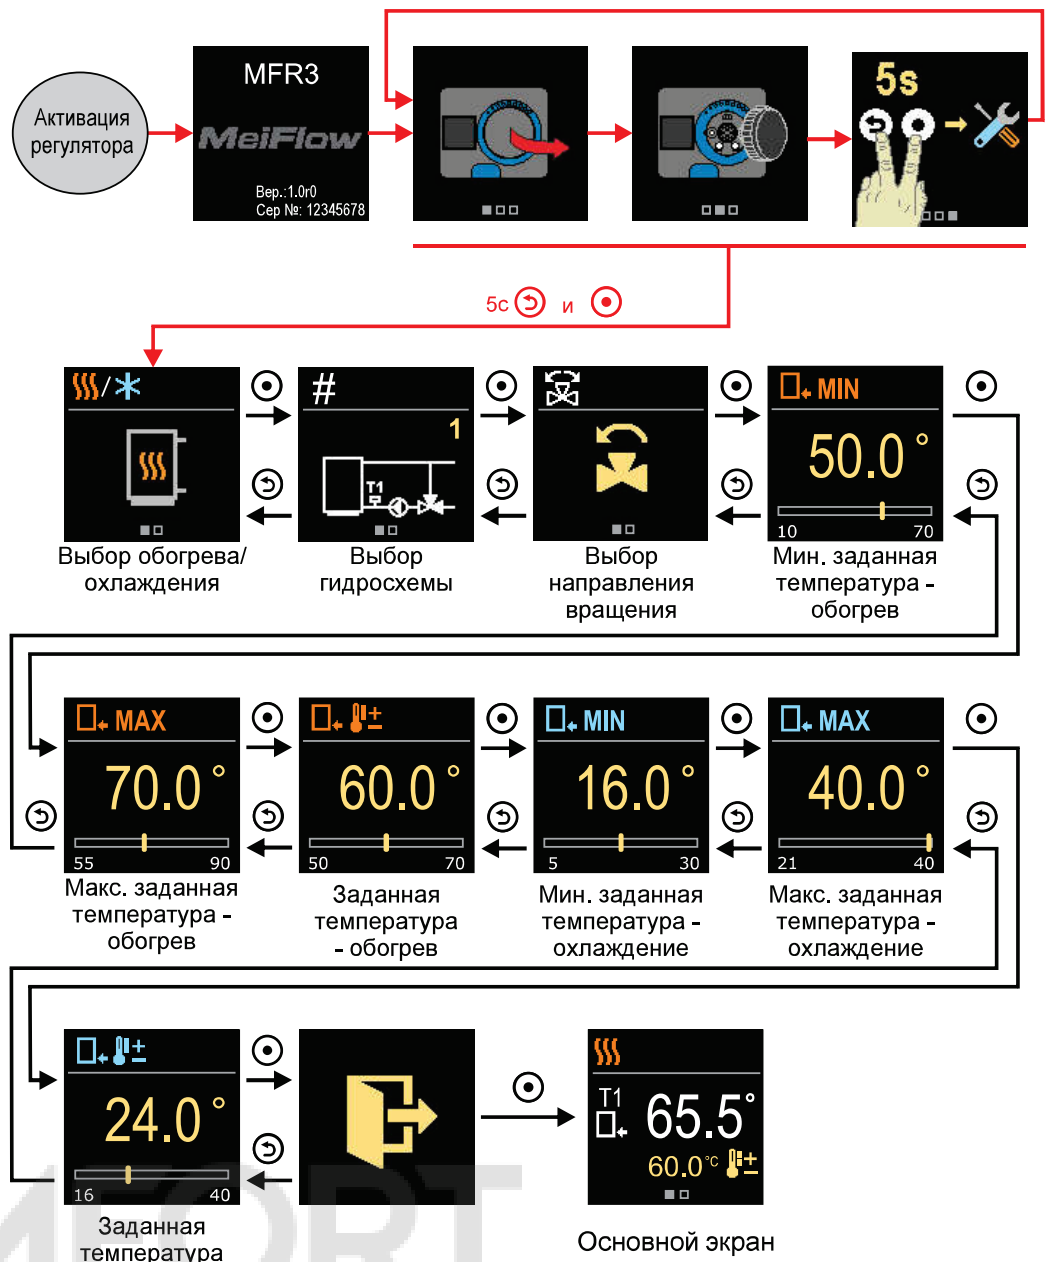 Активация
регулятора
MFR3
MeiFlow
Вер.:1.0r0
Сер №: 12345678
5s
5с и
/
#
1
T1
MIN
50.0°
10 70
Выбор обогрева/
охлаждения
Выбор
гидросхемы
Выбор
направления
вращения
Мин. заданная
температура -
обогрев
MAX
70.0°
55 90
±
60.0°
50 70
MIN
16.0°
5 30
MAX
40.0°
21 40
Макс. заданная
температура -
обогрев
Заданная
температура
- обогрев
Мин. заданная
температура -
охлаждение
Макс. заданная
температура -
охлаждение
±
24.0°
16 40
T1
65.5°
60.0°C ±
Заданная
температура
Основной экран